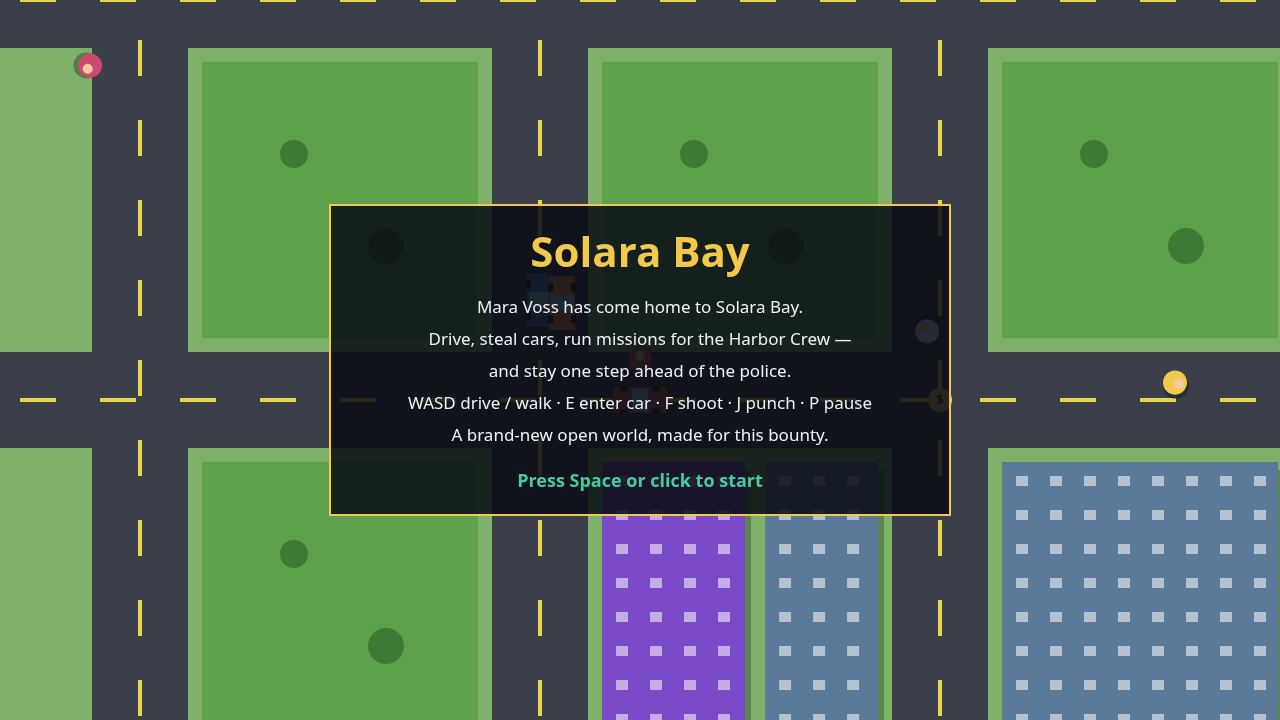 Solara Bay
Mara Voss has come home to Solara Bay.
Drive, steal cars, run missions for the Harbor Crew —
and stay one step ahead of the police.
WASD drive / walk · E enter car · F shoot · J punch · P pause
A brand-new open world, made for this bounty.
Press Space or click to start